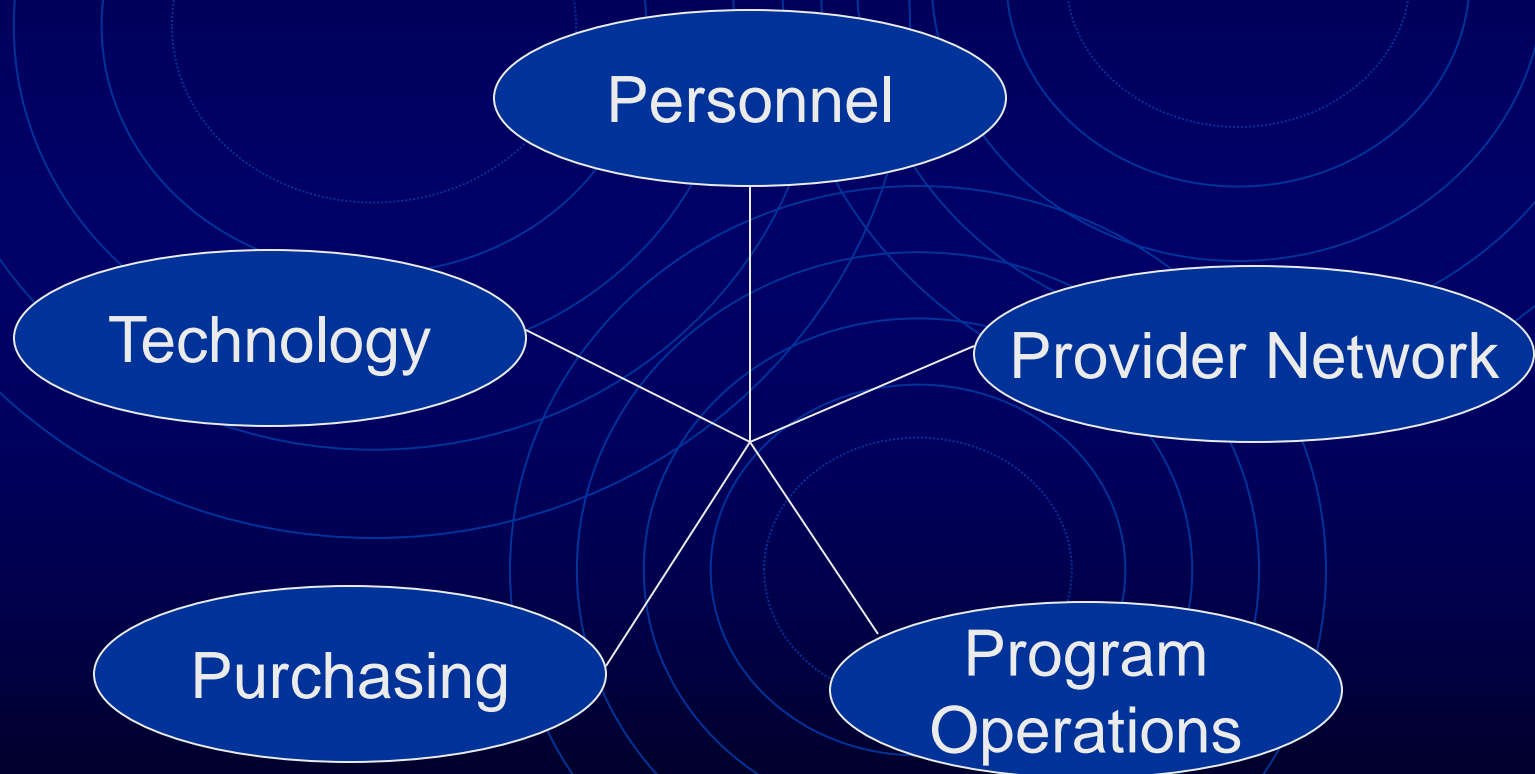 Personnel
Technology
Provider Network
Purchasing
Program
Operations